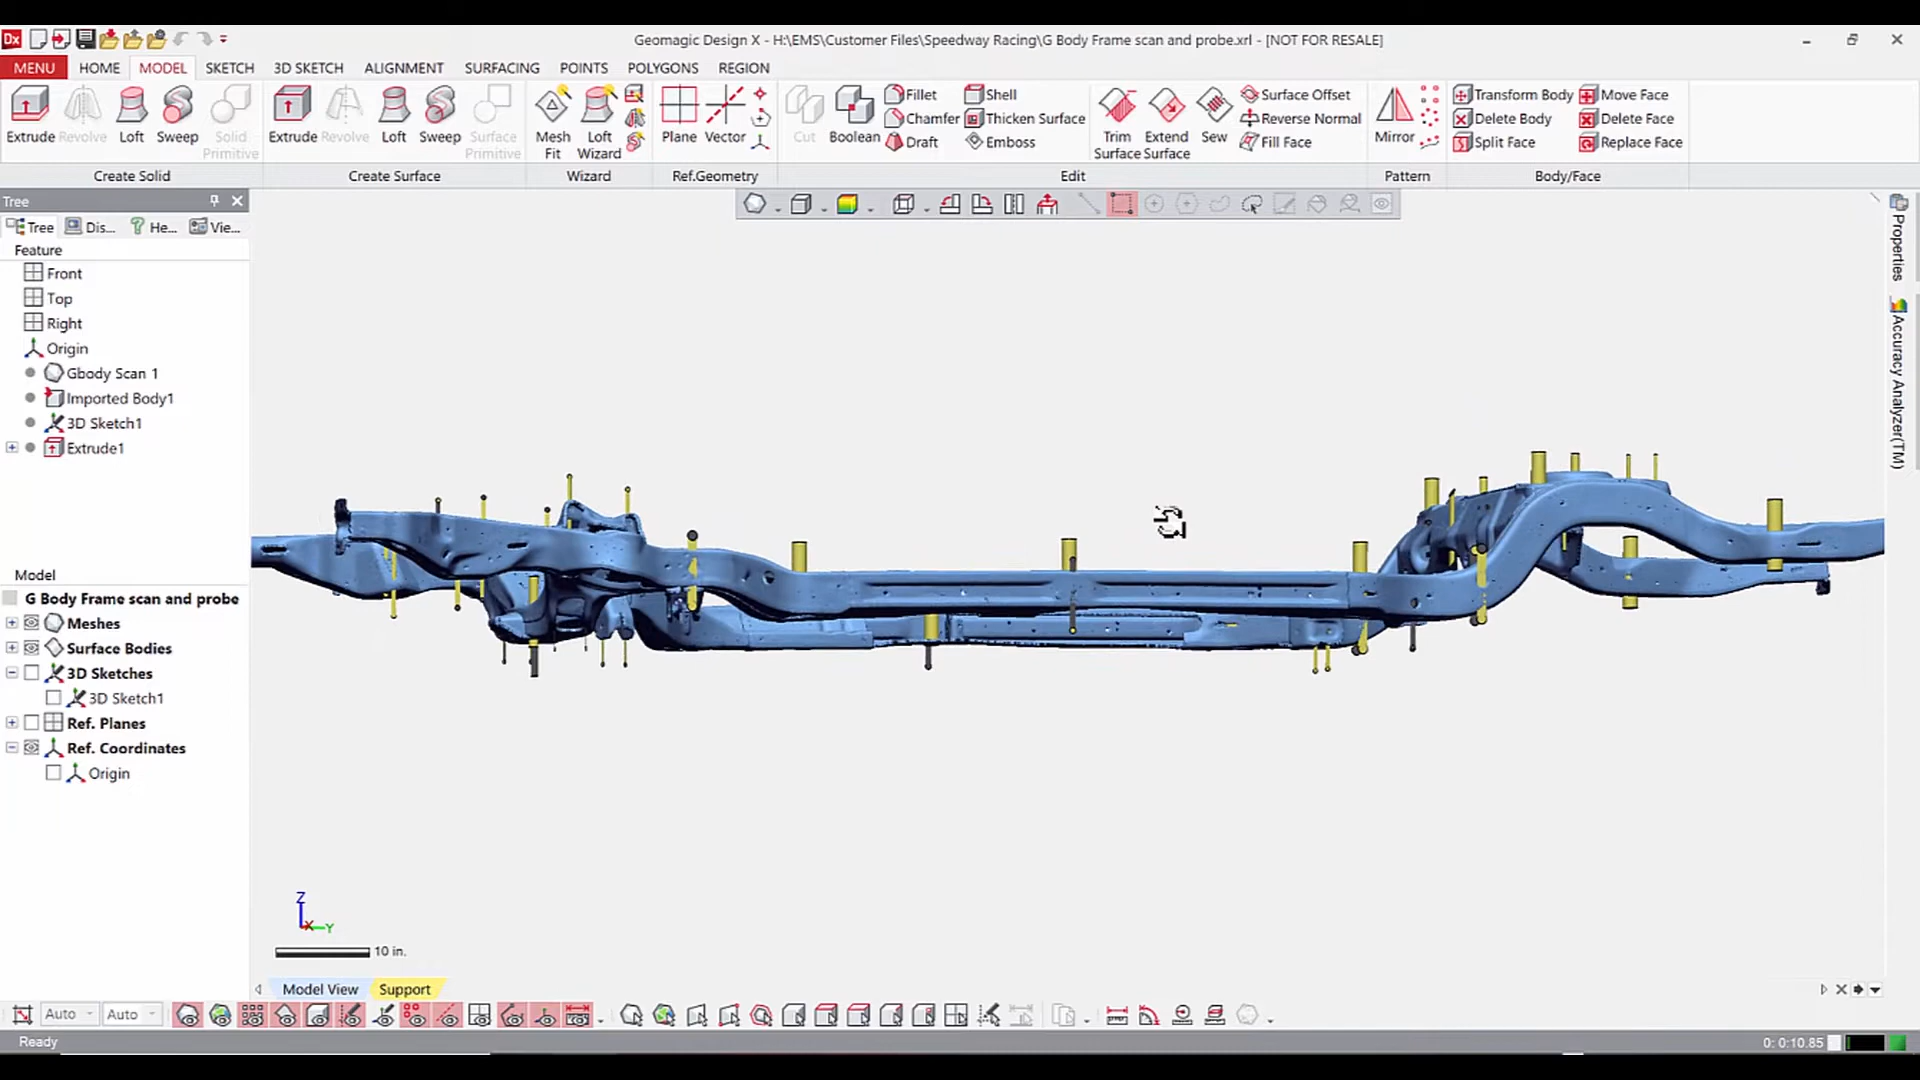 Dx
Geomagic Design X - H:\EMS\Customer Files\Speedway Racing\G Body Frame scan and probe.xrl - [NOT FOR RESALE]
MENU HOME MODEL SKETCH 3D SKETCH ALIGNMENT SURFACING POINTS POLYGONS REGION
Extrude Revolve Loft Sweep Solid Primitive
Create Solid
Extrude Revolve Loft Sweep Surface Primitive
Create Surface
Mesh Fit Loft Wizard
Wizard
Plane Vector
Ref.Geometry
Cut Boolean
Fillet Shell
Chamfer Thicken Surface
Draft Emboss
Trim Surface Extend Surface Sew
Surface Offset
Reverse Normal
Fill Face
Edit
Mirror
Pattern
Transform Body Move Face
Delete Body Delete Face
Split Face Replace Face
Body/Face
Tree
Tree Dis... He... Vie...
Feature
Front
Top
Right
Origin
Gbody Scan 1
Imported Body1
3D Sketch1
Extrude1
Model
G Body Frame scan and probe
Meshes
Surface Bodies
3D Sketches
3D Sketch1
Ref. Planes
Ref. Coordinates
Origin
Properties
Accuracy Analyzer(TM)
Z
X
Y
10 in.
Model View Support
Auto Auto
Ready
0: 0:10.85